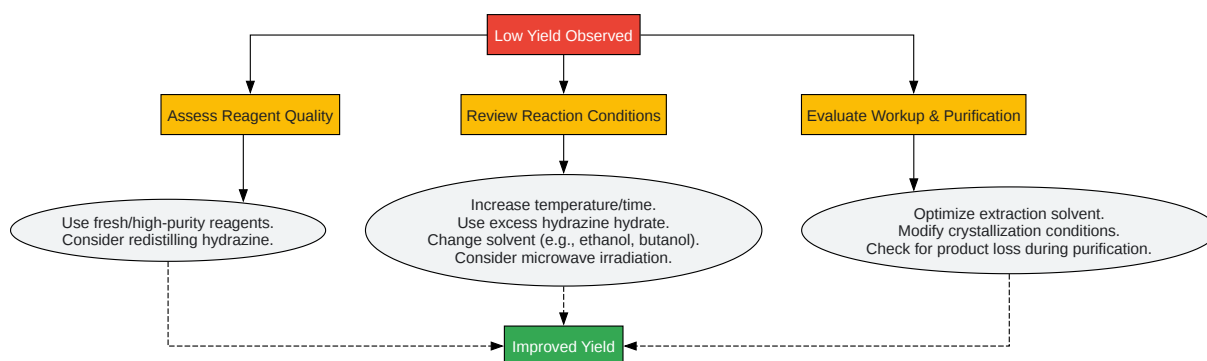 Low Yield Observed
Assess Reagent Quality
Review Reaction Conditions
Evaluate Workup & Purification
Use fresh/high-purity reagents.
Consider redistilling hydrazine.
Increase temperature/time.
Use excess hydrazine hydrate.
Change solvent (e.g., ethanol, butanol).
Consider microwave irradiation.
Optimize extraction solvent.
Modify crystallization conditions.
Check for product loss during purification.
Improved Yield